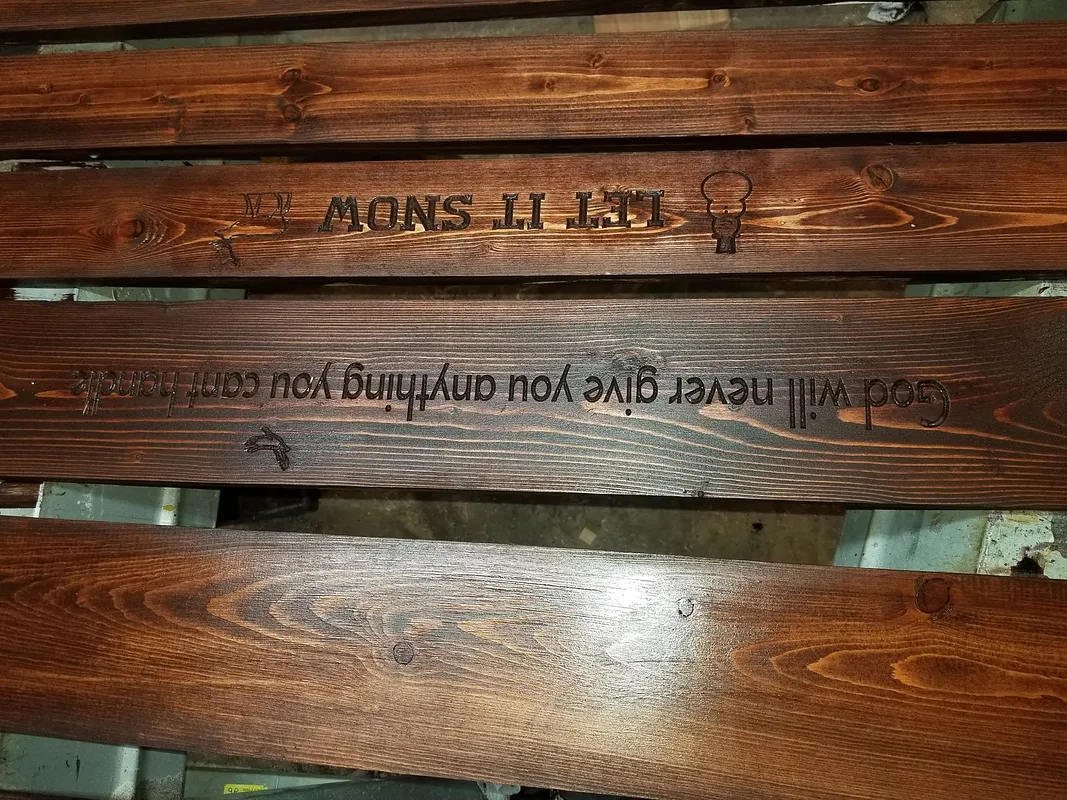 God will never give you anything you cant handle
LET IT SNOW